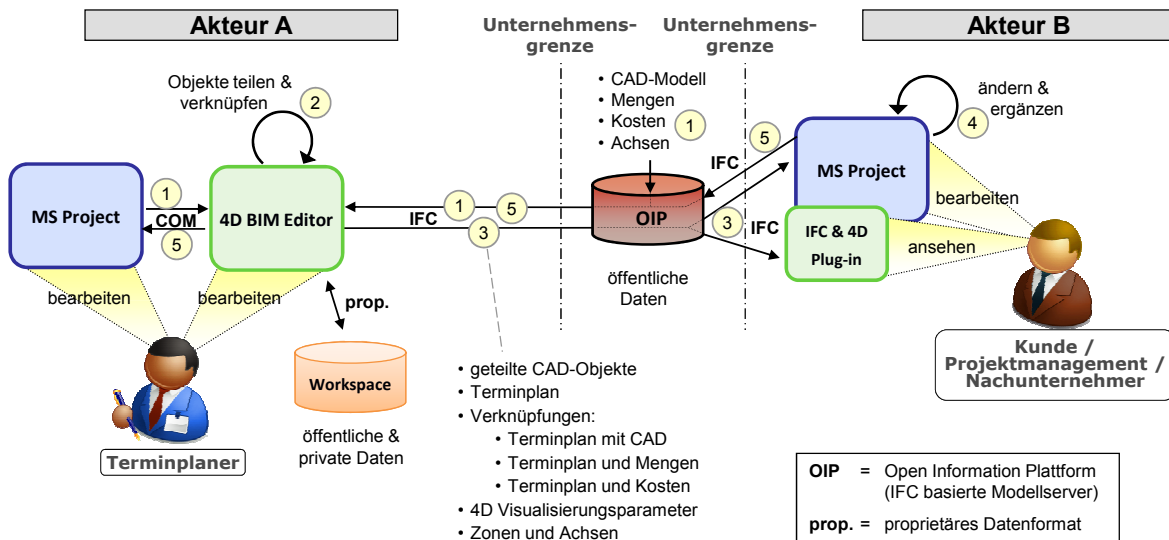 Akteur A
Unternehmens-
grenze
Unternehmens-
grenze
Akteur B
Objekte teilen &
verknüpfen
2
• CAD-Modell
• Mengen
• Kosten
• Achsen
1
ändern &
ergänzen
4
MS Project
1
COM
5
4D BIM Editor
1
5
IFC
3
OIP
IFC
5
3
IFC
MS Project
IFC & 4D
Plug-in
bearbeiten
ansehen
bearbeiten
bearbeiten
prop.
öffentliche
Daten
Workspace
öffentliche &
private Daten
Terminplaner
Kunde /
Projektmanagement /
Nachunternehmer
• geteilte CAD-Objekte
• Terminplan
• Verknüpfungen:
• Terminplan mit CAD
• Terminplan und Mengen
• Terminplan und Kosten
• 4D Visualisierungsparameter
• Zonen und Achsen
OIP = Open Information Plattform
(IFC basierte Modellserver)
prop. = proprietäres Datenformat